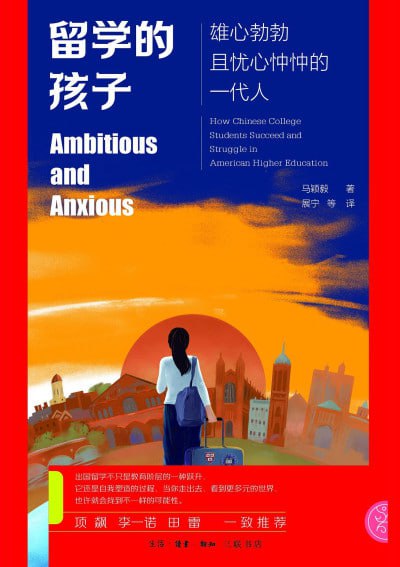 留学的
孩子
Ambitious
and
Anxious
雄心勃勃
且忧心忡忡的
一代人
How Chinese College
Students Succeed and
Struggle in
American Higher Education
马颖毅 著
展宁 等 译
出国留学不只是教育阶层的一种跃升，
它还是自我塑造的过程，当你走出去，看到更多元的世界，
也许就会找到不一样的可能性。
项飙 李一诺 田雷 一致推荐
生活·读书·新知 三联书店